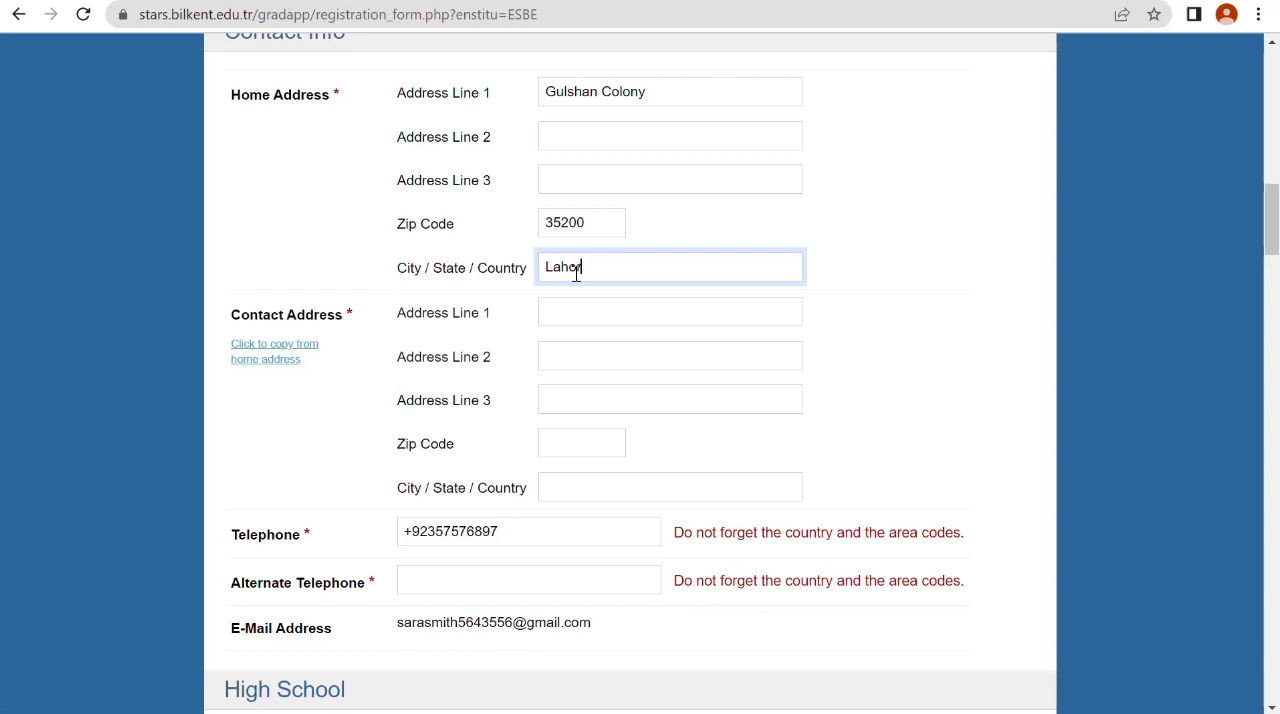 stars.bilkent.edu.tr/gradapp/registration_form.php?enstitu=ESBE
Contact Info
Home Address * Address Line 1 Gulshan Colony
Address Line 2
Address Line 3
Zip Code 35200
City / State / Country Lahor
Contact Address * Address Line 1
Click to copy from
home address
Address Line 2
Address Line 3
Zip Code
City / State / Country
Telephone * +92357576897 Do not forget the country and the area codes.
Alternate Telephone * Do not forget the country and the area codes.
E-Mail Address sarasmith5643556@gmail.com
High School